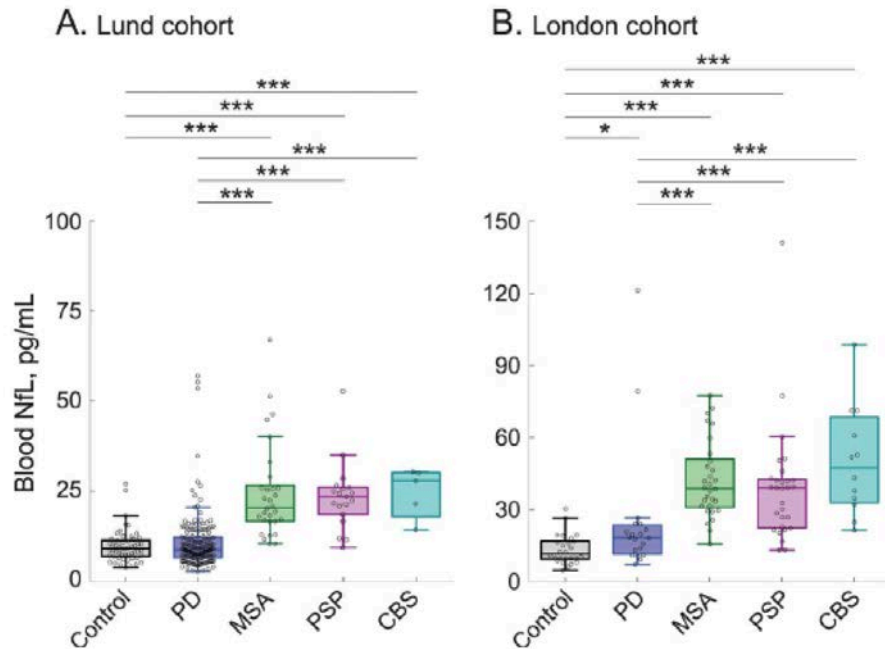 A. Lund cohort
***
***
***
***
***
***
100
75
50
25
0
Blood NfL, pg/mL
Control
PD
MSA
PSP
CBS
B. London cohort
***
***
***
*
***
***
***
150
120
90
60
30
0
Control
PD
MSA
PSP
CBS